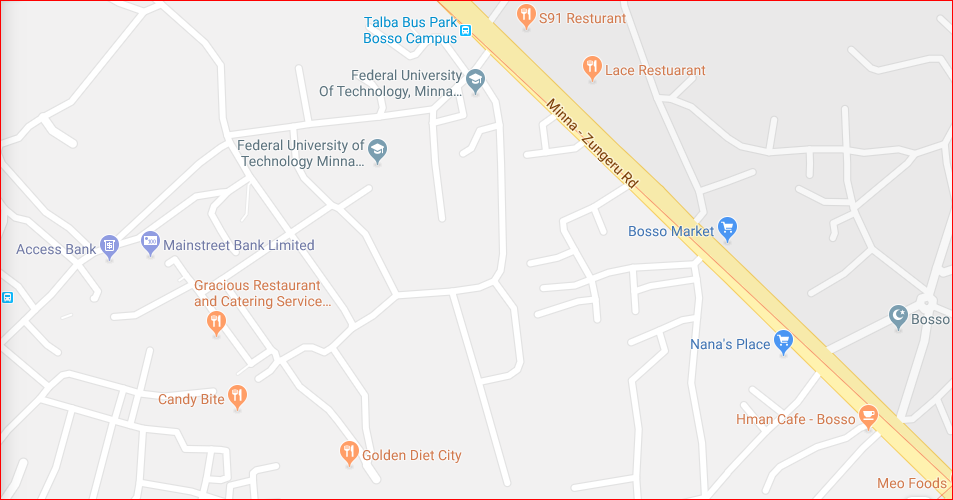 S91 Resturant
Talba Bus Park
Bosso Campus
Lace Restuarant
Federal University
Of Technology, Minna...
Minna - Zungeru Rd
Federal University of
Technology Minna...
Bosso Market
Access Bank
Mainstreet Bank Limited
Gracious Restaurant
and Catering Service...
Bosso
Nana's Place
Candy Bite
Hman Cafe - Bosso
Golden Diet City
Meo Foods